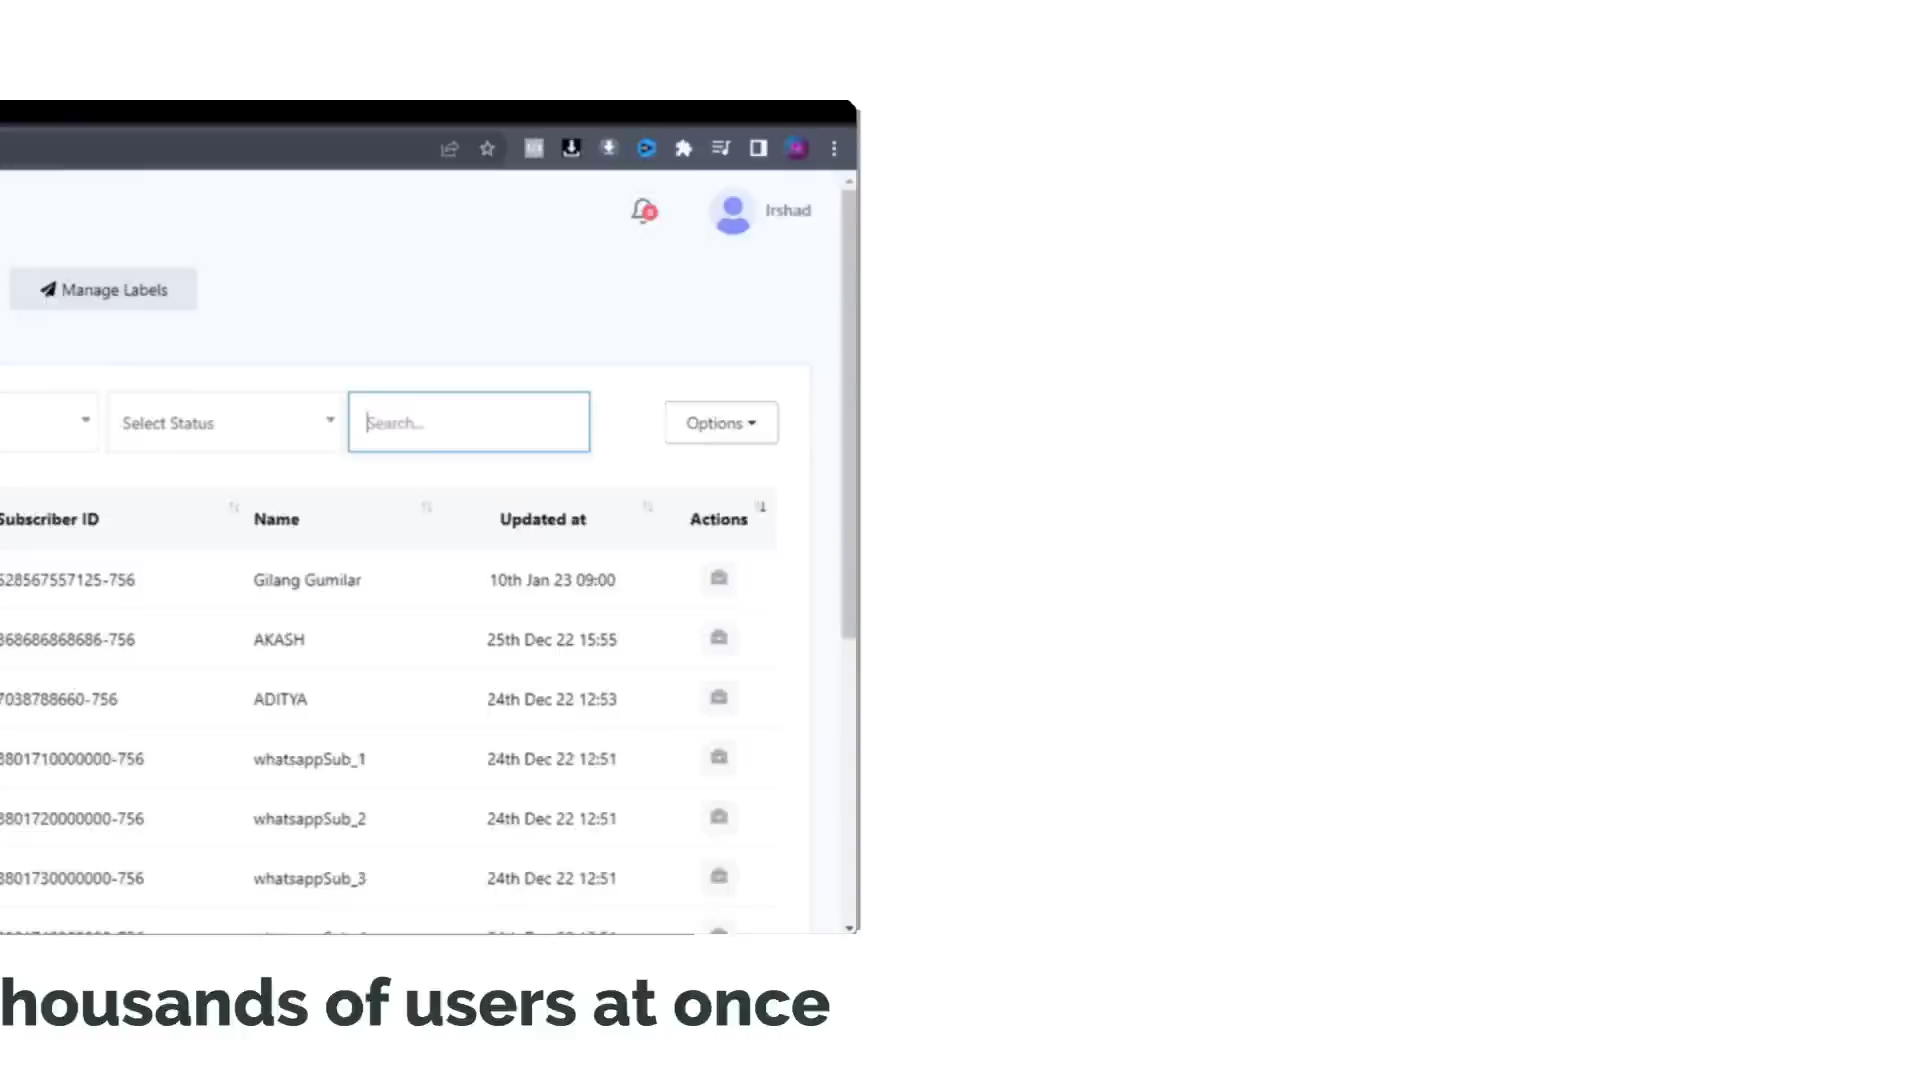 Irshad
Manage Labels
Select Status
Search...
Options
Subscriber ID Name Updated at Actions
628567557125-756 Gilang Gumilar 10th Jan 23 09:00
868686868686-756 AKASH 25th Dec 22 15:55
7038788660-756 ADITYA 24th Dec 22 12:53
8801710000000-756 whatsappSub_1 24th Dec 22 12:51
8801720000000-756 whatsappSub_2 24th Dec 22 12:51
8801730000000-756 whatsappSub_3 24th Dec 22 12:51
housands of users at once